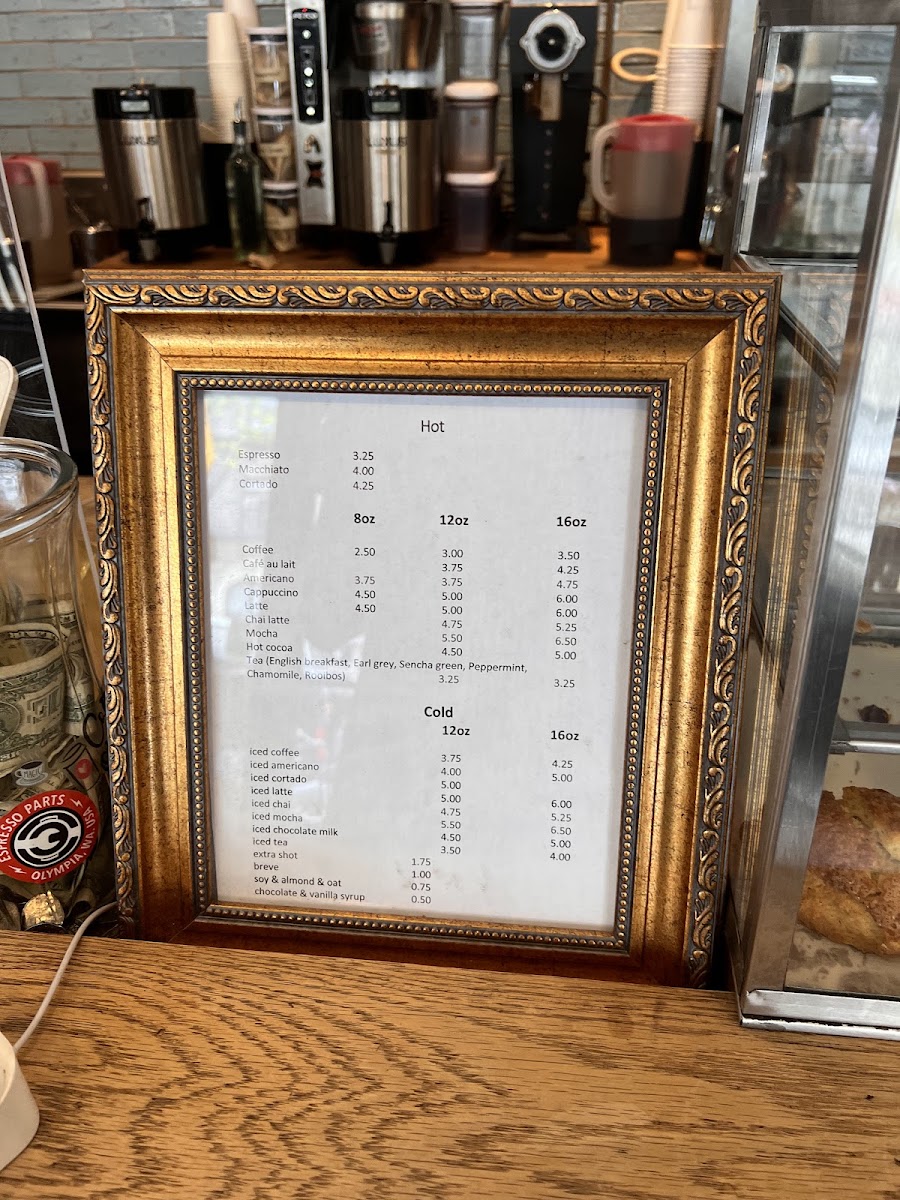 LUXUS
LUXUS
Hot
Espresso 3.25
Macchiato 4.00
Cortado 4.25
8oz 12oz 16oz
Coffee 2.50 3.00 3.50
Café au lait 3.75 4.25
Americano 3.75 3.75 4.75
Cappuccino 4.50 5.00 6.00
Latte 4.50 5.00 6.00
Chai latte 4.75 5.25
Mocha 5.50 6.50
Hot cocoa 4.50 5.00
Tea (English breakfast, Earl grey, Sencha green, Peppermint,
Chamomile, Rooibos) 3.25 3.25
Cold
12oz 16oz
iced coffee 3.75 4.25
iced americano 4.00 5.00
iced cortado 5.00
iced latte 5.00 6.00
iced chai 4.75 5.25
iced mocha 5.50 6.50
iced chocolate milk 4.50 5.00
iced tea 3.50 4.00
extra shot 1.75
breve 1.00
soy & almond & oat 0.75
chocolate & vanilla syrup 0.50
ESPRESSO PARTS
OLYMPIA, WA, USA